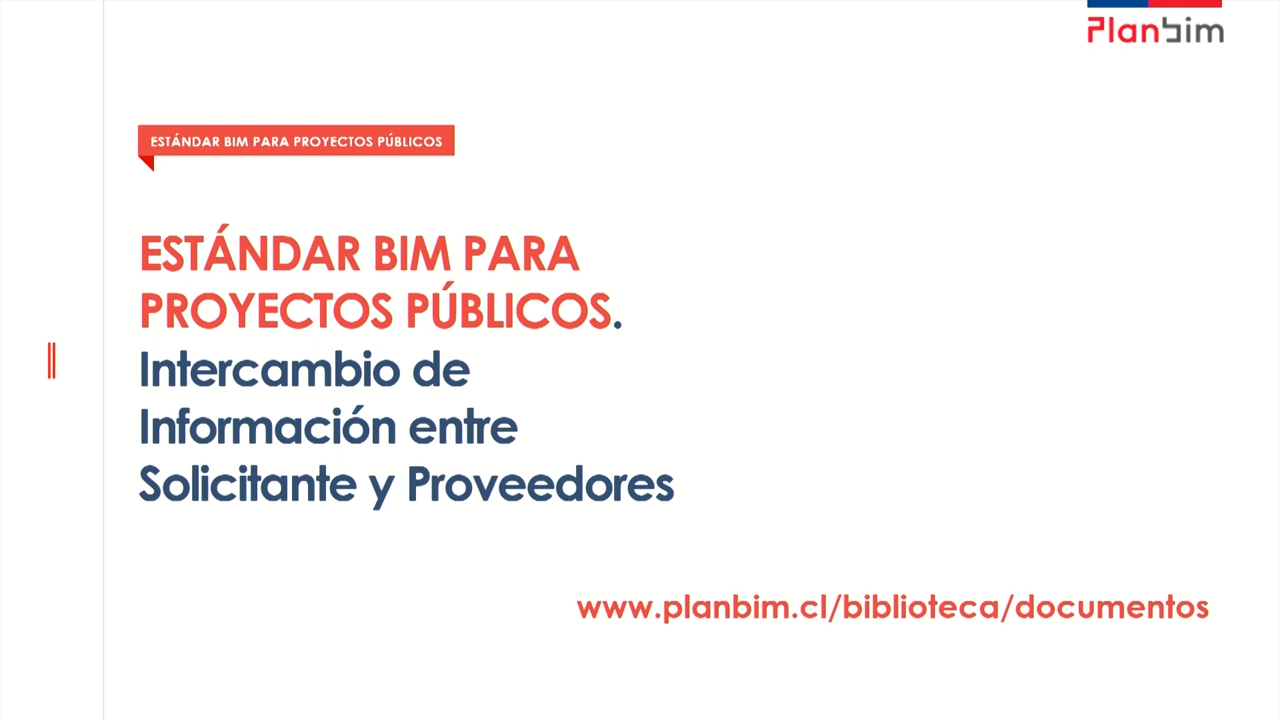 Planbim
ESTÁNDAR BIM PARA PROYECTOS PÚBLICOS
ESTÁNDAR BIM PARA
PROYECTOS PÚBLICOS.
Intercambio de
Información entre
Solicitante y Proveedores
www.planbim.cl/biblioteca/documentos